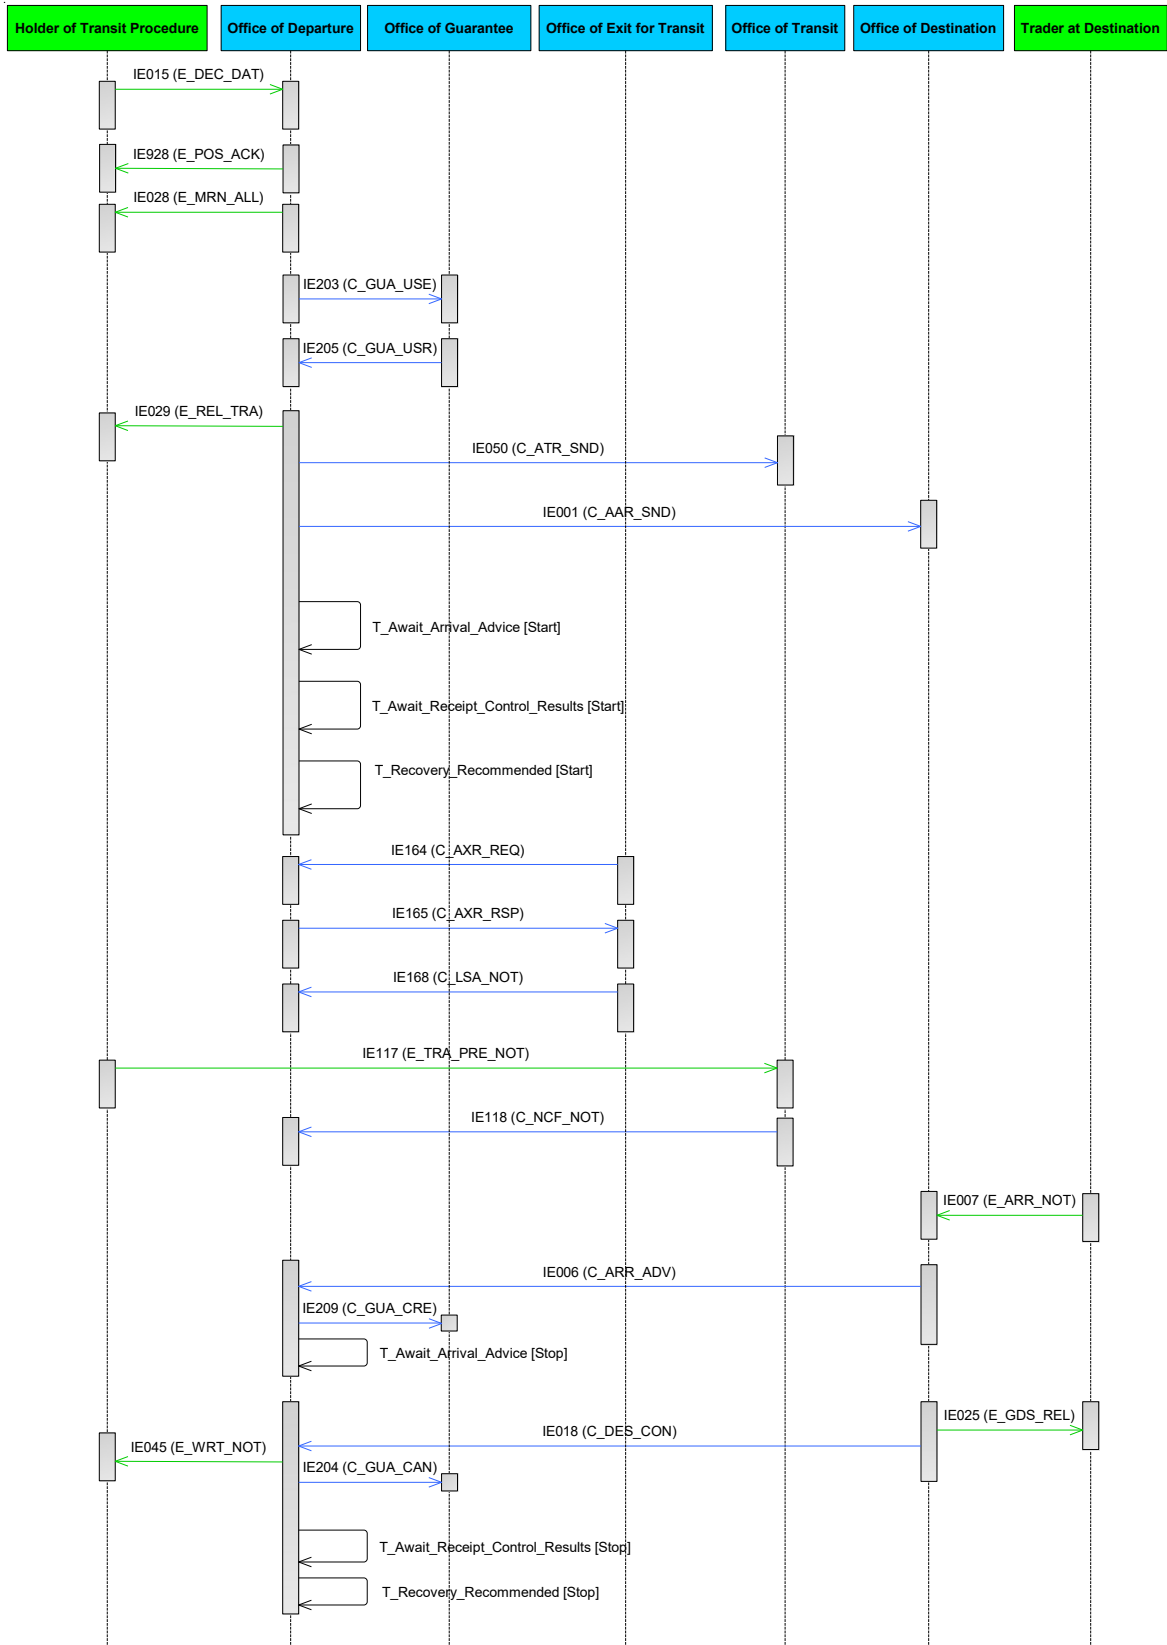 Holder of Transit Procedure
Office of Departure
Office of Guarantee
Office of Exit for Transit
Office of Transit
Office of Destination
Trader at Destination
IE015 (E_DEC_DAT)
IE928 (E_POS_ACK)
IE028 (E_MRN_ALL)
IE203 (C_GUA_USE)
IE205 (C_GUA_USR)
IE029 (E_REL_TRA)
IE050 (C_ATR_SND)
IE001 (C_AAR_SND)
T_Await_Arrival_Advice [Start]
T_Await_Receipt_Control_Results [Start]
T_Recovery_Recommended [Start]
IE164 (C_AXR_REQ)
IE165 (C_AXR_RSP)
IE168 (C_LSA_NOT)
IE117 (E_TRA_PRE_NOT)
IE118 (C_NCF_NOT)
IE007 (E_ARR_NOT)
IE006 (C_ARR_ADV)
IE209 (C_GUA_CRE)
T_Await_Arrival_Advice [Stop]
IE025 (E_GDS_REL)
IE018 (C_DES_CON)
IE045 (E_WRT_NOT)
IE204 (C_GUA_CAN)
T_Await_Receipt_Control_Results [Stop]
T_Recovery_Recommended [Stop]